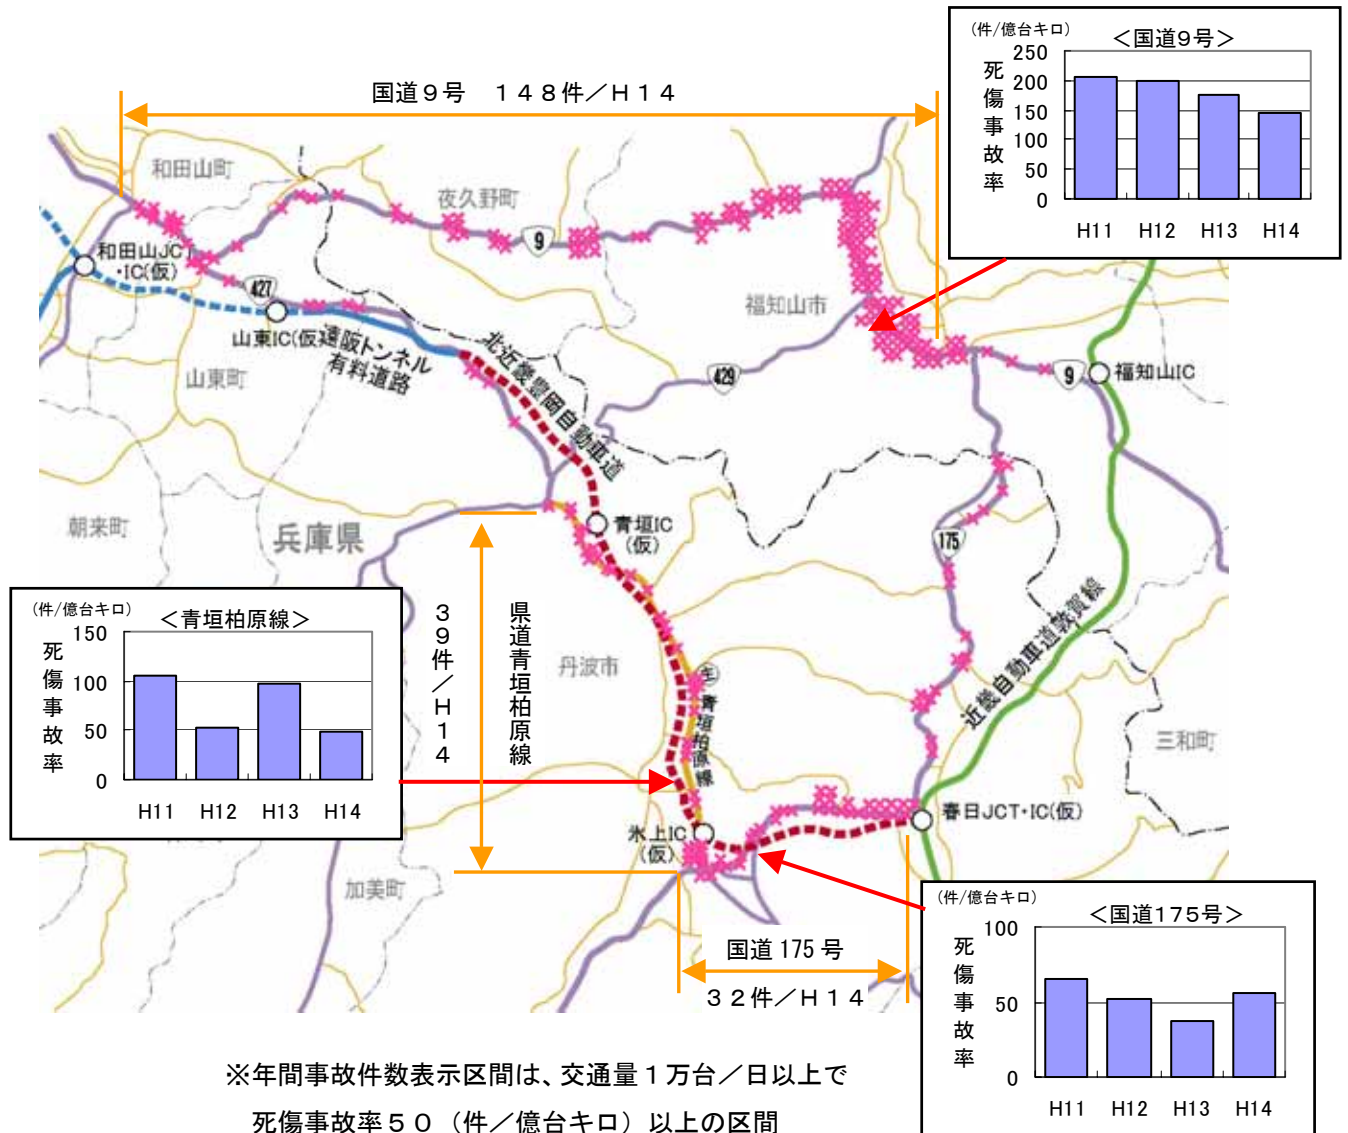 (件/億台キロ)
＜国道９号＞
死傷事故率
250
200
150
100
50
0
H11 H12 H13 H14
国道９号　１４８件／Ｈ１４
和田山町
夜久野町
9
和田山JCT
・IC(仮)
427
福知山市
山東IC(仮)
遠阪トンネル
有料道路
北近畿豊岡自動車道
山東町
429
9
福知山IC
朝来町
兵庫県
青垣IC
(仮)
175
近畿自動車道敦賀線
(件/億台キロ)
＜青垣柏原線＞
死傷事故率
150
100
50
0
H11 H12 H13 H14
３９件／Ｈ１４
県道青垣柏原線
丹波市
主
青垣柏原線
三和町
氷上IC
(仮)
春日JCT・IC(仮)
加美町
国道 175 号
３２件／Ｈ１４
(件/億台キロ)
＜国道１７５号＞
死傷事故率
100
50
0
H11 H12 H13 H14
※年間事故件数表示区間は、交通量１万台／日以上で
死傷事故率５０（件／億台キロ）以上の区間